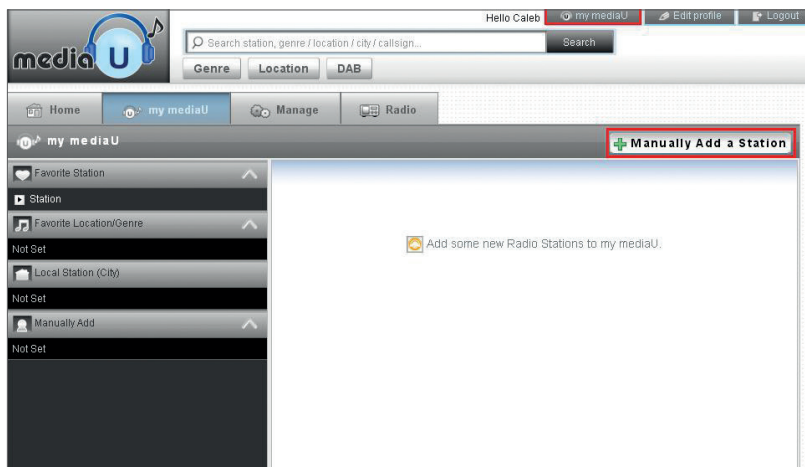 Hello Caleb my mediaU Edit profile Logout
media U
Search station, genre / location / city / callsign... Search
Genre Location DAB
Home my mediaU Manage Radio
my mediaU Manually Add a Station
Favorite Station
Station
Favorite Location/Genre
Not Set
Local Station (City)
Not Set
Manually Add
Not Set
Add some new Radio Stations to my mediaU.